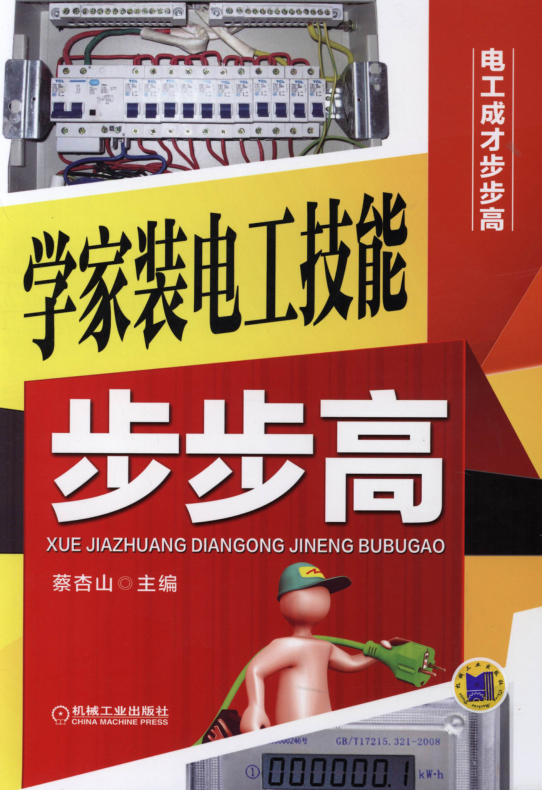 电工成才步步高
学家装电工技能
步步高
XUE JIAZHUANG DIANGONG JINENG BUBUGAO
蔡杏山◎主编
机械工业出版社
CHINA MACHINE PRESS
GB/T17215.321-2008
① 000000.1 kW·h